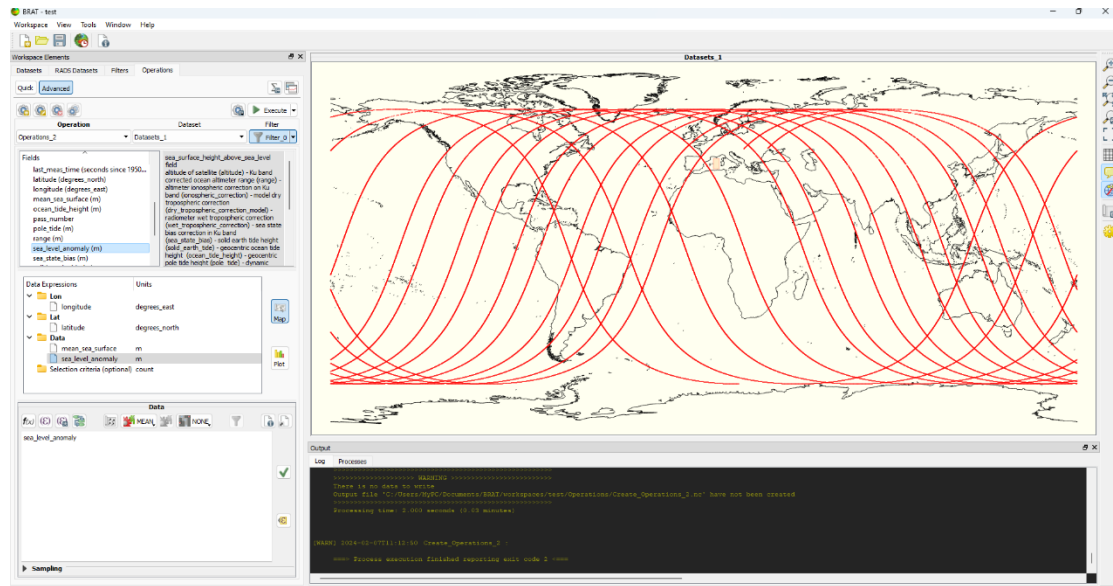 BRAT - test
Workspace View Tools Window Help
Workspace Elements
Datasets RADS Datasets Filters Operations
Quick Advanced
Execute
Operation Dataset Filter
Operations_2 Datasets_1 Filter_0
Fields
last_meas_time (seconds since 1950,...
latitude (degrees_north)
longitude (degrees_east)
mean_sea_surface (m)
ocean_tide_height (m)
pass_number
pole_tide (m)
range (m)
sea_level_anomaly (m)
sea_state_bias (m)
sea_surface_height_above_sea_level
field
altitude of satellite (altitude) - Ku band
corrected ocean altimeter range (range) -
altimeter ionospheric correction on Ku
band (ionospheric_correction) - model dry
tropospheric correction
(dry_tropospheric_correction_model) -
radiometer wet tropospheric correction
(wet_tropospheric_correction) - sea state
bias correction in Ku band
(sea_state_bias) - solid earth tide height
(solid_earth_tide) - geocentric ocean tide
height (ocean_tide_height) - geocentric
pole tide height (pole_tide) - dynamic
Data Expressions Units
Lon
longitude degrees_east
Lat
latitude degrees_north
Data
mean_sea_surface m
sea_level_anomaly m
Selection criteria (optional) count
Map
Plot
Data
f(x) MEAN NONE
sea_level_anomaly
Sampling
Datasets_1
Output
Log Processes
>>>>>>>>>>>>>>>>>>>> WARNING >>>>>>>>>>>>>>>>>>>>>>>>>
There is no data to write
Output file 'C:/Users/MyPC/Documents/BRAT/workspaces/test/Operations/Create_Operations_2.nc' have not been created
Processing time: 2.000 seconds (0.03 minutes)
[WARN] 2024-02-07T11:12:50 Create_Operations_2 -
==== Process execution finished reporting exit code 2 ====